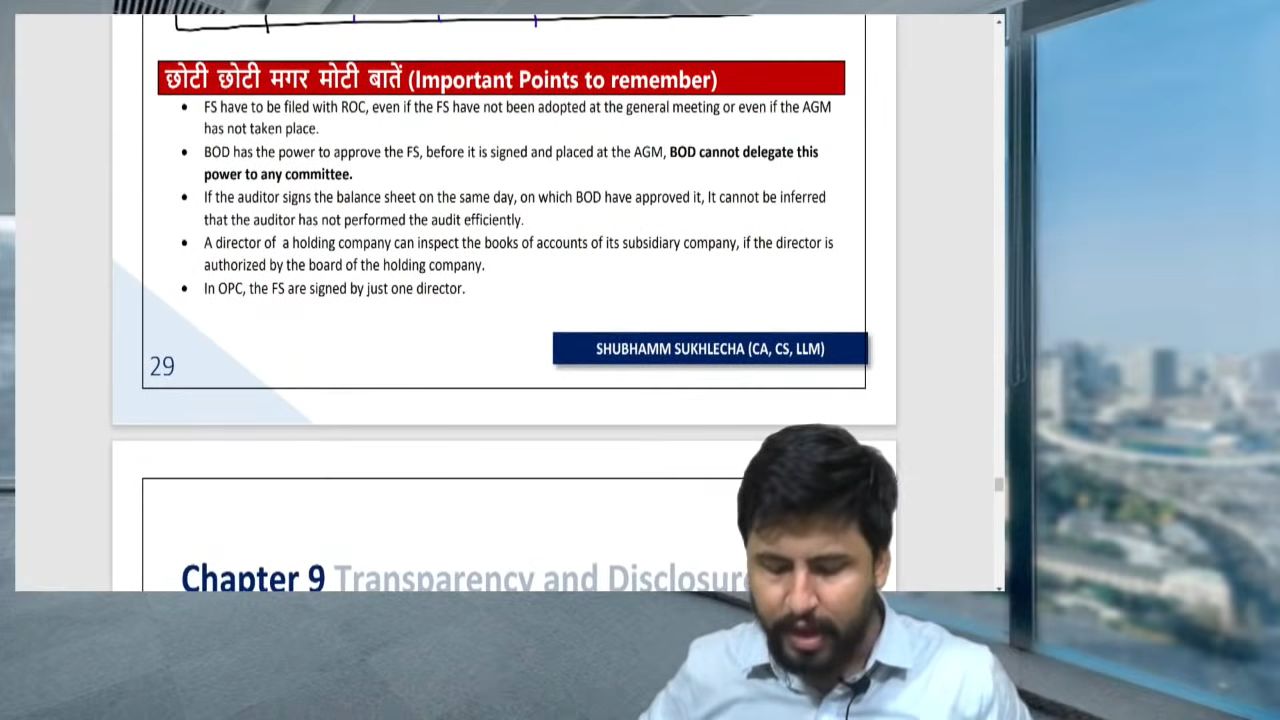 छोटी छोटी मगर मोटी बातें (Important Points to remember)
• FS have to be filed with ROC, even if the FS have not been adopted at the general meeting or even if the AGM
has not taken place.
• BOD has the power to approve the FS, before it is signed and placed at the AGM, BOD cannot delegate this
power to any committee.
• If the auditor signs the balance sheet on the same day, on which BOD have approved it, It cannot be inferred
that the auditor has not performed the audit efficiently.
• A director of a holding company can inspect the books of accounts of its subsidiary company, if the director is
authorized by the board of the holding company.
• In OPC, the FS are signed by just one director.
SHUBHAMM SUKHLECHA (CA, CS, LLM)
29
Chapter 9 Transparency and Disclosure